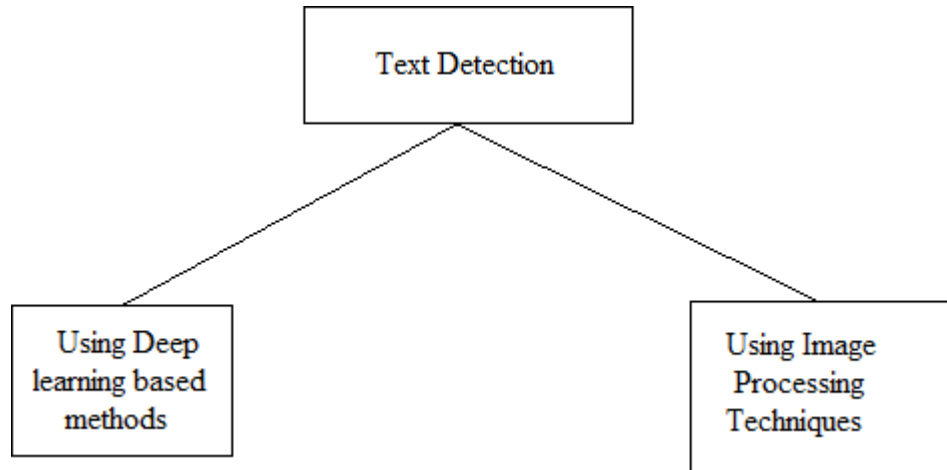 Text Detection
Using Deep
learning based
methods
Using Image
Processing
Techniques